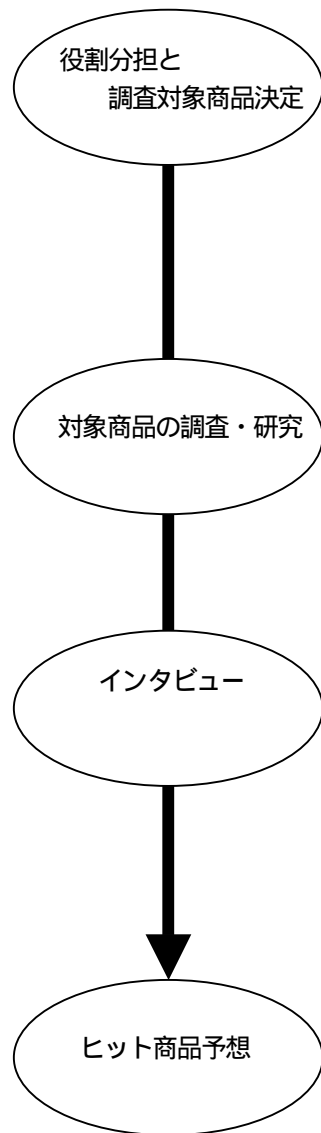 役割分担と
調査対象商品決定
対象商品の調査・研究
インタビュー
ヒット商品予想